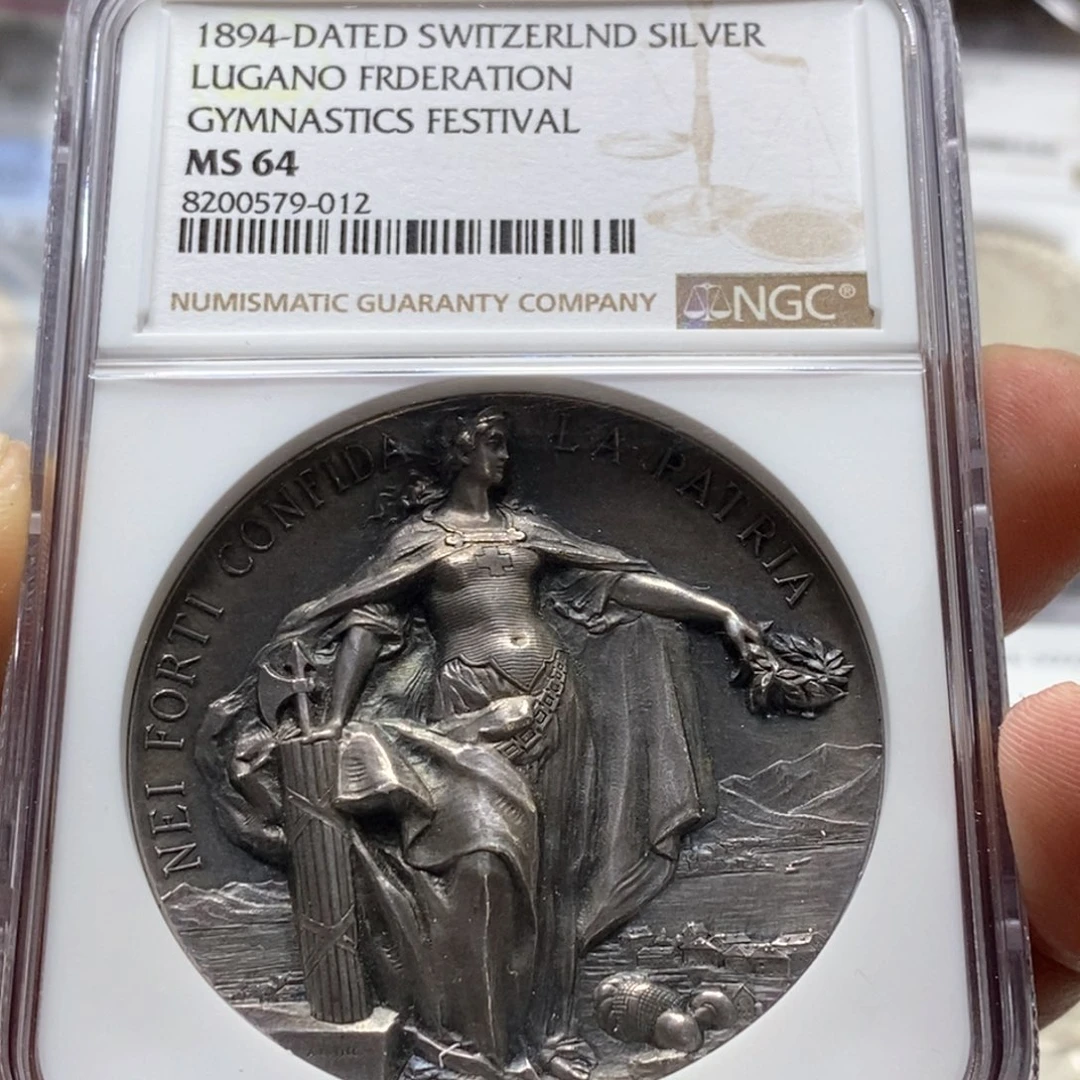 1894-DATED SWITZERLND SILVER
LUGANO FRDERATION
GYMNASTICS FESTIVAL
MS 64
8200579-012
NUMISMATIC GUARANTY COMPANY
NGC®
NEI FORTI CONFIDA LA PATRIA